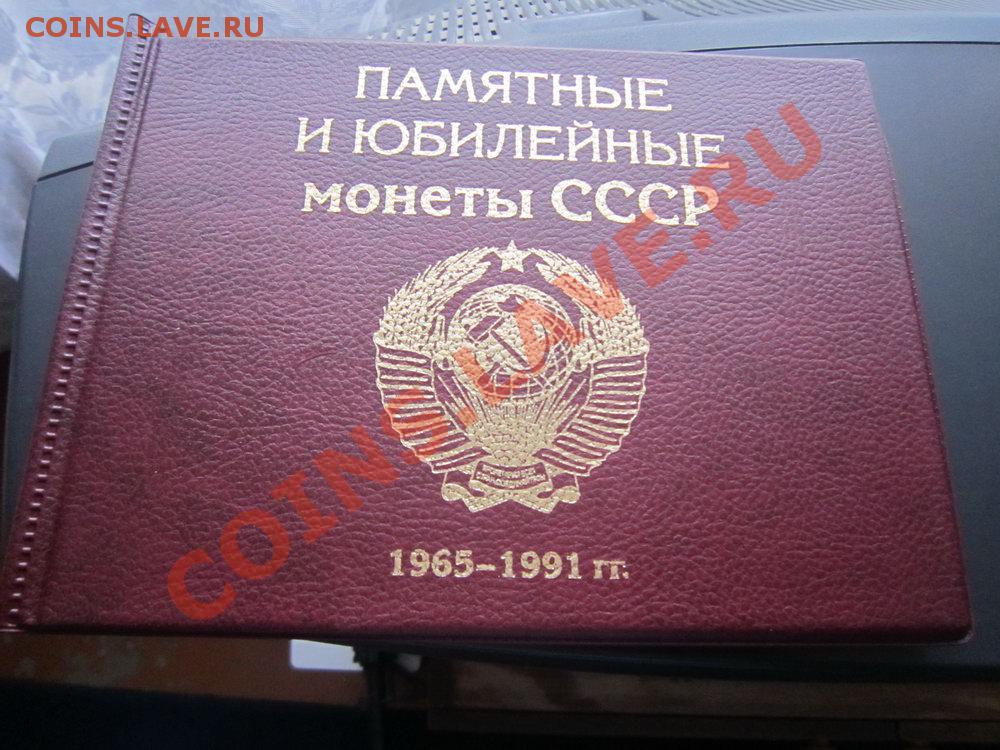 COINS.LAVE.RU
ПАМЯТНЫЕ
И ЮБИЛЕЙНЫЕ
монеты СССР
COINS.LAVE.RU
1965–1991 гг.